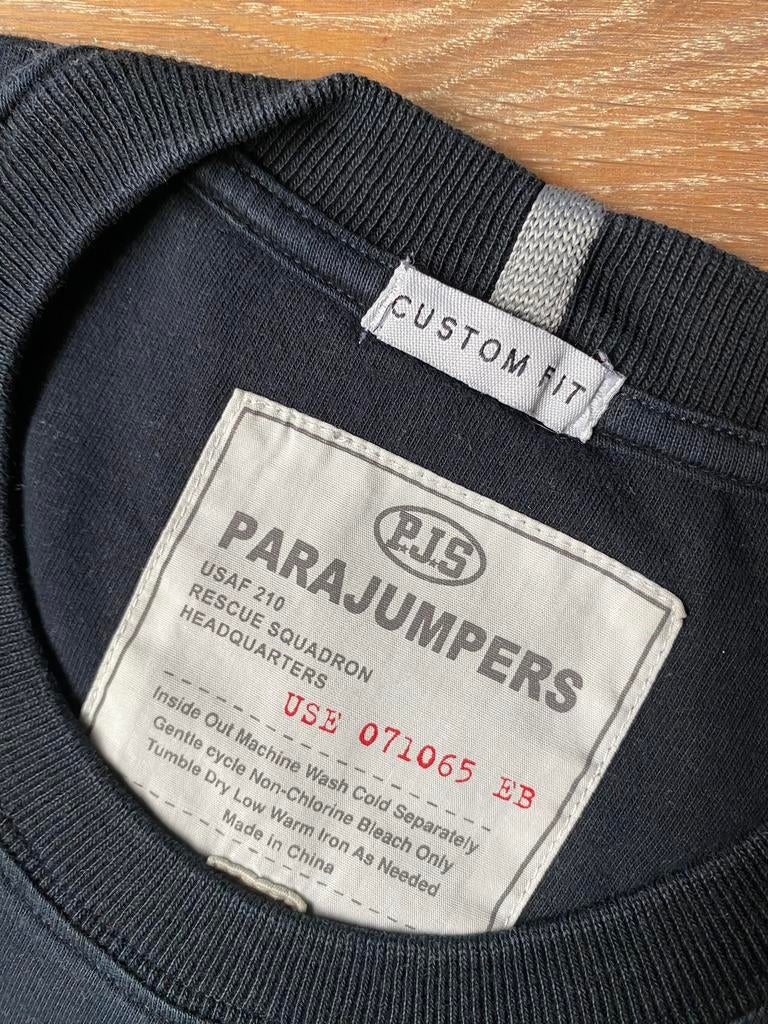 CUSTOM FIT
P.J.S
PARAJUMPERS
USAF 210
RESCUE SQUADRON
HEADQUARTERS
USE 071065 EB
Inside Out Machine Wash Cold Separately
Gentle cycle Non-Chlorine Bleach Only
Tumble Dry Low Warm Iron As Needed
Made in China